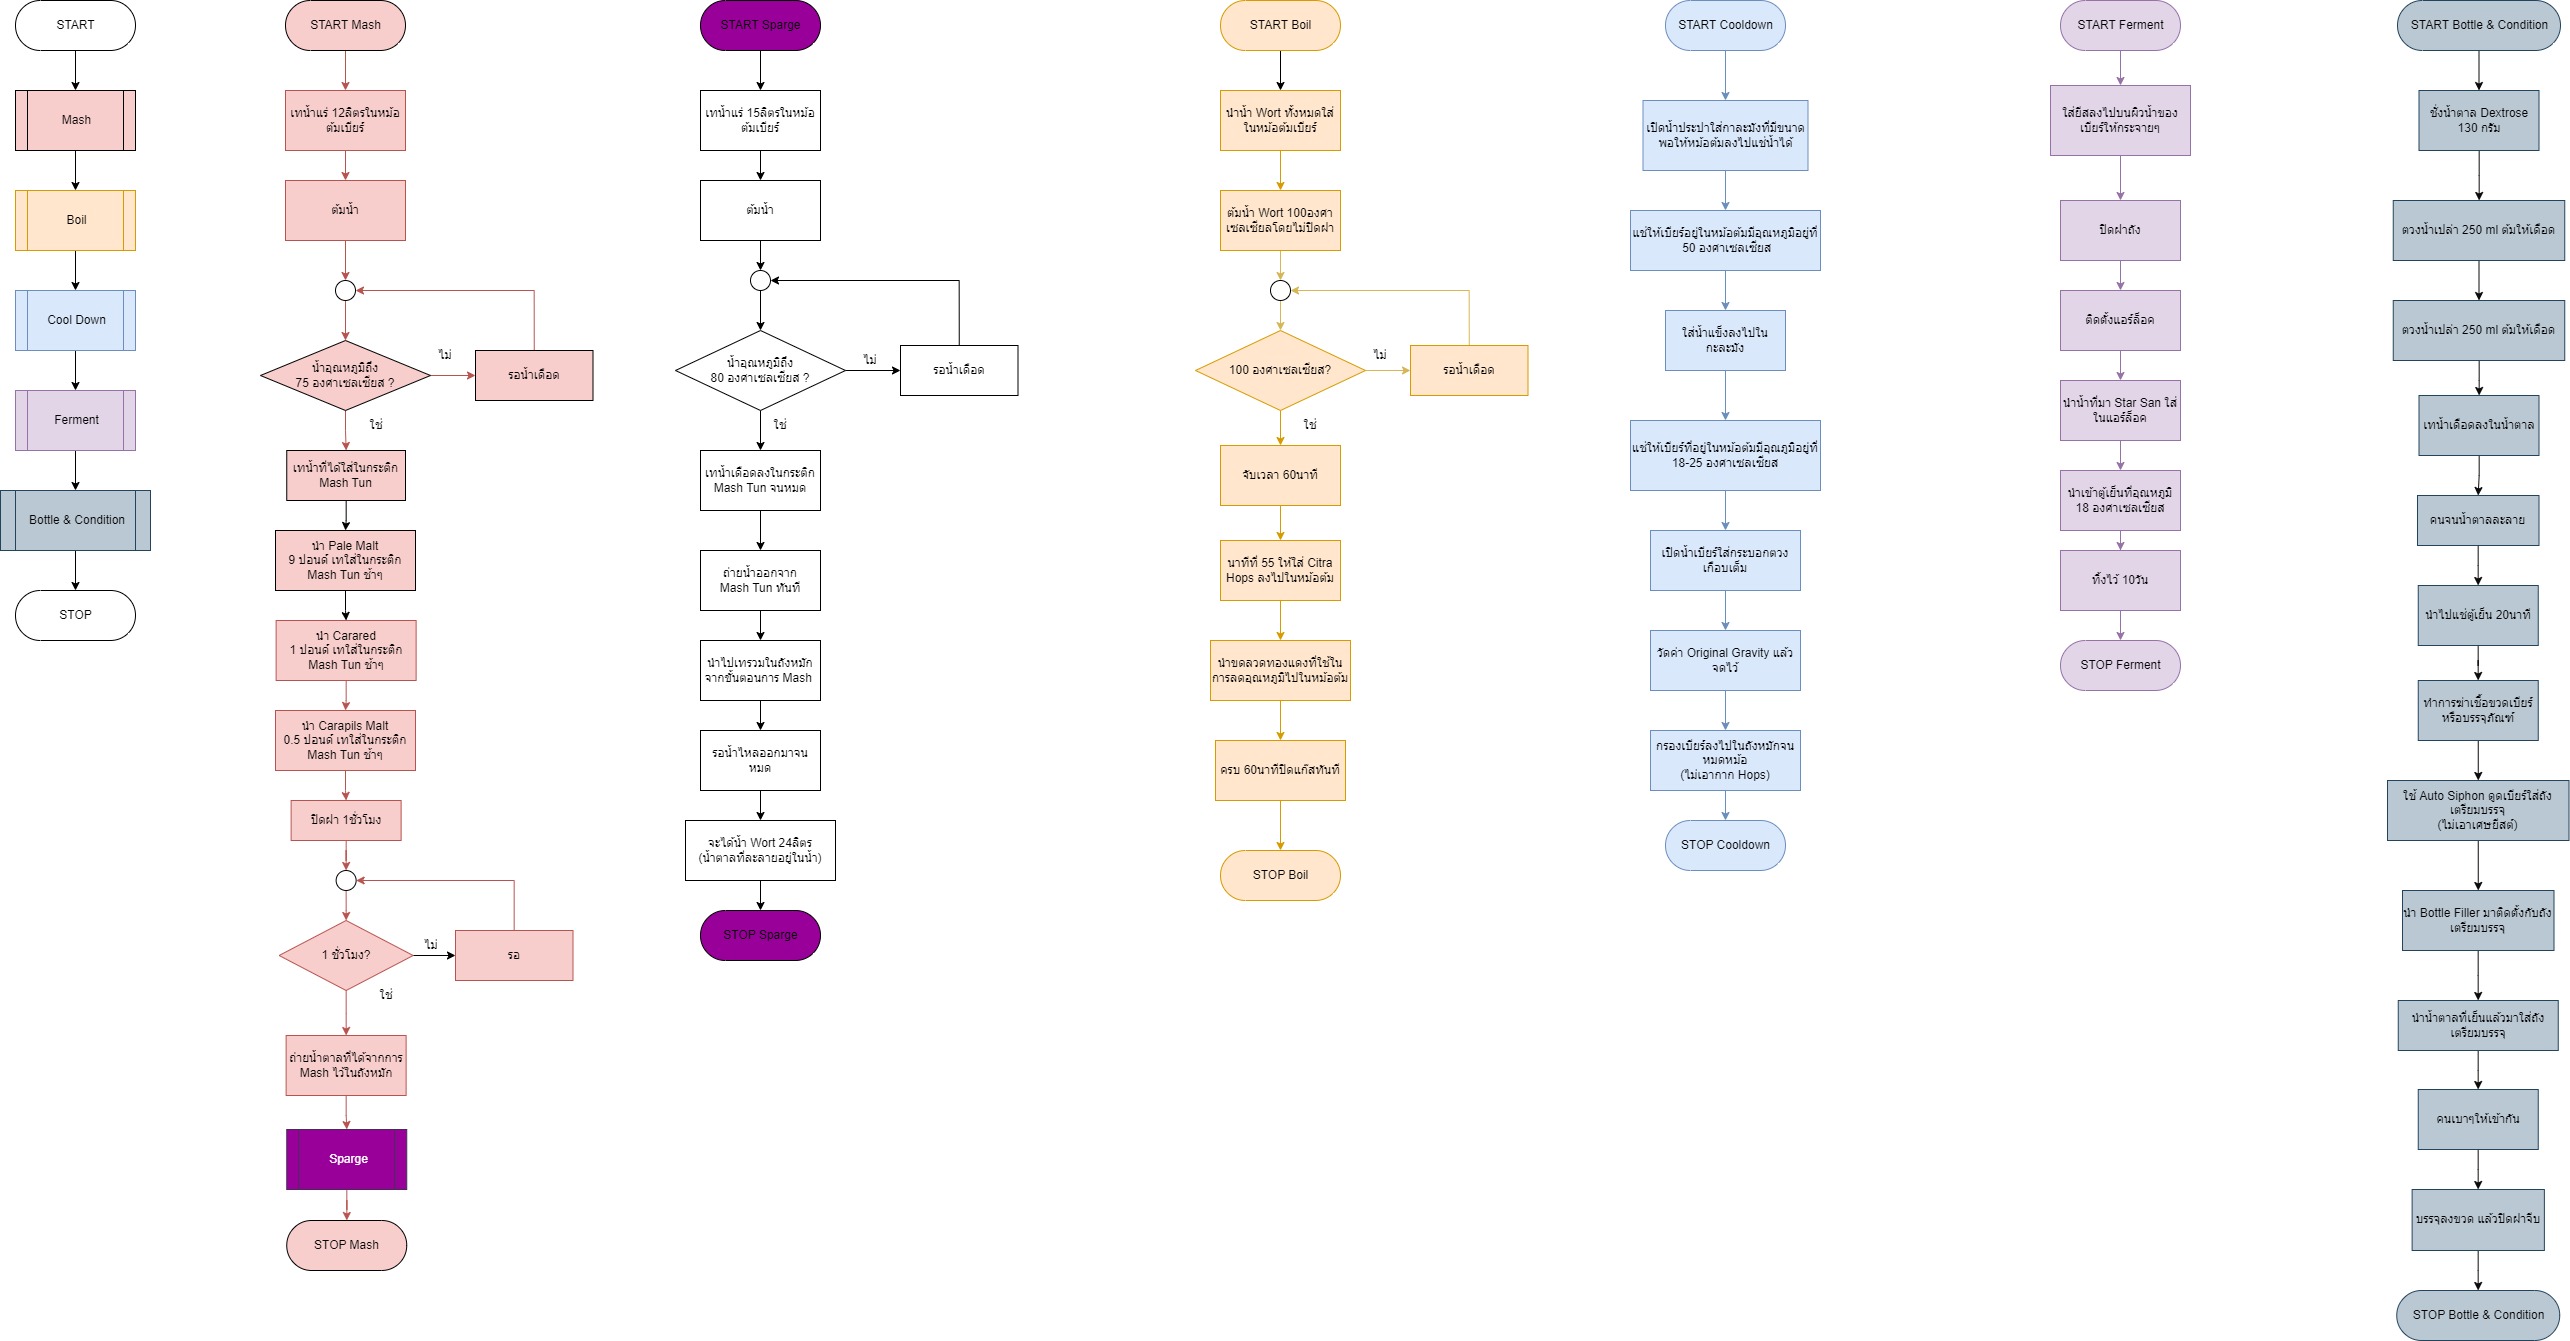 START
Mash
Boil
Cool Down
Ferment
Bottle & Condition
STOP
START Mash
เทน้ำแร่ 12ลิตรในหม้อ
ต้มเบียร์
ต้มน้ำ
น้ำอุณหภูมิถึง
75 องศาเซลเซียส ?
ไม่
รอน้ำเดือด
ใช่
เทน้ำที่ได้ใส่ในกระติก
Mash Tun
นำ Pale Malt
9 ปอนด์ เทใส่ในกระติก
Mash Tun ช้าๆ
นำ Carared
1 ปอนด์ เทใส่ในกระติก
Mash Tun ช้าๆ
นำ Carapils Malt
0.5 ปอนด์ เทใส่ในกระติก
Mash Tun ช้าๆ
ปิดฝา 1ชั่วโมง
1 ชั่วโมง?
ไม่
รอ
ใช่
ถ่ายน้ำตาลที่ได้จากการ
Mash ไว้ในถังหมัก
Sparge
STOP Mash
START Sparge
เทน้ำแร่ 15ลิตรในหม้อ
ต้มเบียร์
ต้มน้ำ
น้ำอุณหภูมิถึง
80 องศาเซลเซียส ?
ไม่
รอน้ำเดือด
ใช่
เทน้ำเดือดลงในกระติก
Mash Tun จนหมด
ถ่ายน้ำออกจาก
Mash Tun ทันที
นำไปเทรวมในถังหมัก
จากขั้นตอนการ Mash
รอน้ำไหลออกมาจน
หมด
จะได้น้ำ Wort 24ลิตร
(น้ำตาลที่ละลายอยู่ในน้ำ)
STOP Sparge
START Boil
นำน้ำ Wort ทั้งหมดใส่
ในหม้อต้มเบียร์
ต้มน้ำ Wort 100องศา
เซลเซียลโดยไม่ปิดฝา
100 องศาเซลเซียส?
ไม่
รอน้ำเดือด
ใช่
จับเวลา 60นาที
นาทีที่ 55 ให้ใส่ Citra
Hops ลงไปในหม้อต้ม
นำขดลวดทองแดงที่ใช้ใน
การลดอุณหภูมิไปในหม้อต้ม
ครบ 60นาทีปิดแก๊สทันที
STOP Boil
START Cooldown
เปิดน้ำประปาใส่กาละมังที่มีขนาด
พอให้หม้อต้มลงไปแช่น้ำได้
แช่ให้เบียร์อยู่ในหม้อต้มมีอุณหภูมิอยู่ที่
50 องศาเซลเซียส
ใส่น้ำแข็งลงไปใน
กะละมัง
แช่ให้เบียร์ที่อยู่ในหม้อต้มมีอุณภูมิอยู่ที่
18-25 องศาเซลเซียส
เปิดน้ำเบียร์ใส่กระบอกตวง
เกือบเต็ม
วัดค่า Original Gravity แล้ว
จดไว้
กรองเบียร์ลงไปในถังหมักจน
หมดหม้อ
(ไม่เอากาก Hops)
STOP Cooldown
START Ferment
ใส่ยีสลงไปบนผิวน้ำของ
เบียร์ให้กระจายๆ
ปิดฝาถัง
ติดตั้งแอร์ล็อค
นำน้ำที่มา Star San ใส่
ในแอร์ล็อค
นำเข้าตู้เย็นที่อุณหภูมิ
18 องศาเซลเซียส
ทิ้งไว้ 10วัน
STOP Ferment
START Bottle & Condition
ชั่งน้ำตาล Dextrose
130 กรัม
ตวงน้ำเปล่า 250 ml ต้มให้เดือด
ตวงน้ำเปล่า 250 ml ต้มให้เดือด
เทน้ำเดือดลงในน้ำตาล
คนจนน้ำตาลละลาย
นำไปแช่ตู้เย็น 20นาที
ทำการฆ่าเชื้อขวดเบียร์
หรือบรรจุภัณฑ์
ใช้ Auto Siphon ดูดเบียร์ใส่ถัง
เตรียมบรรจุ
(ไม่เอาเศษยีสต์)
นำ Bottle Filler มาติดตั้งกับถัง
เตรียมบรรจุ
นำน้ำตาลที่เย็นแล้วมาใส่ถัง
เตรียมบรรจุ
คนเบาๆให้เข้ากัน
บรรจุลงขวด แล้วปิดฝาจีบ
STOP Bottle & Condition